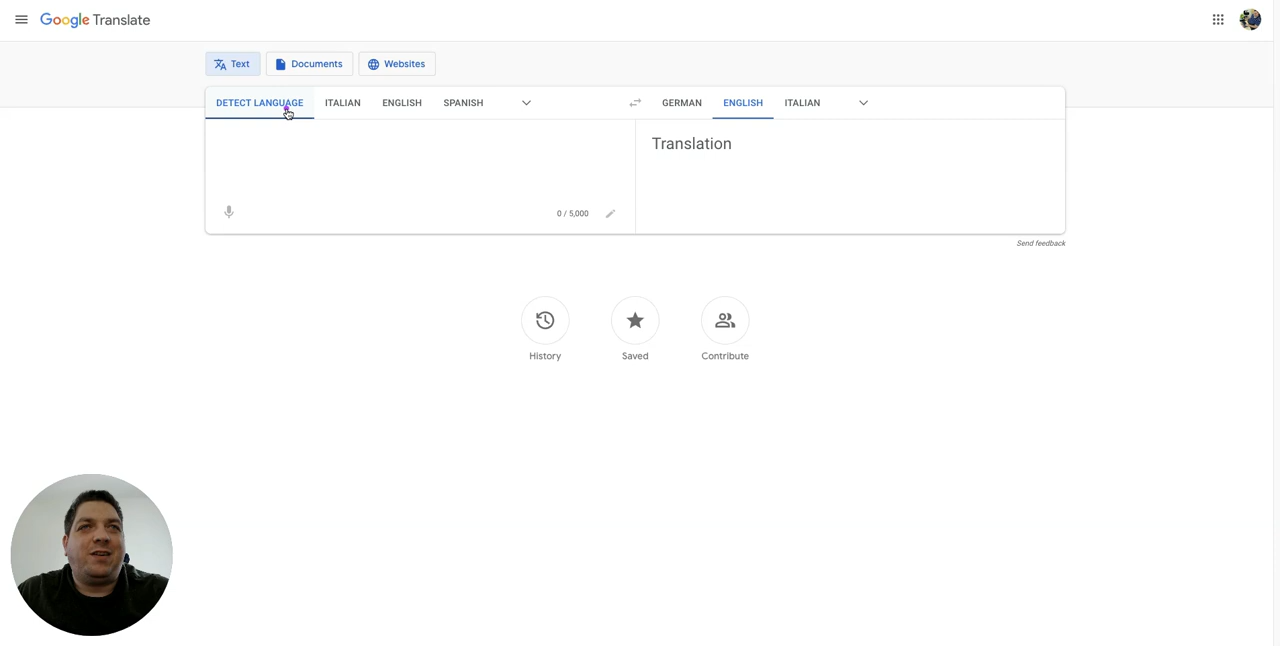 Google Translate
Text Documents Websites
DETECT LANGUAGE ITALIAN ENGLISH SPANISH GERMAN ENGLISH ITALIAN
Translation
0 / 5,000
Send feedback
History Saved Contribute